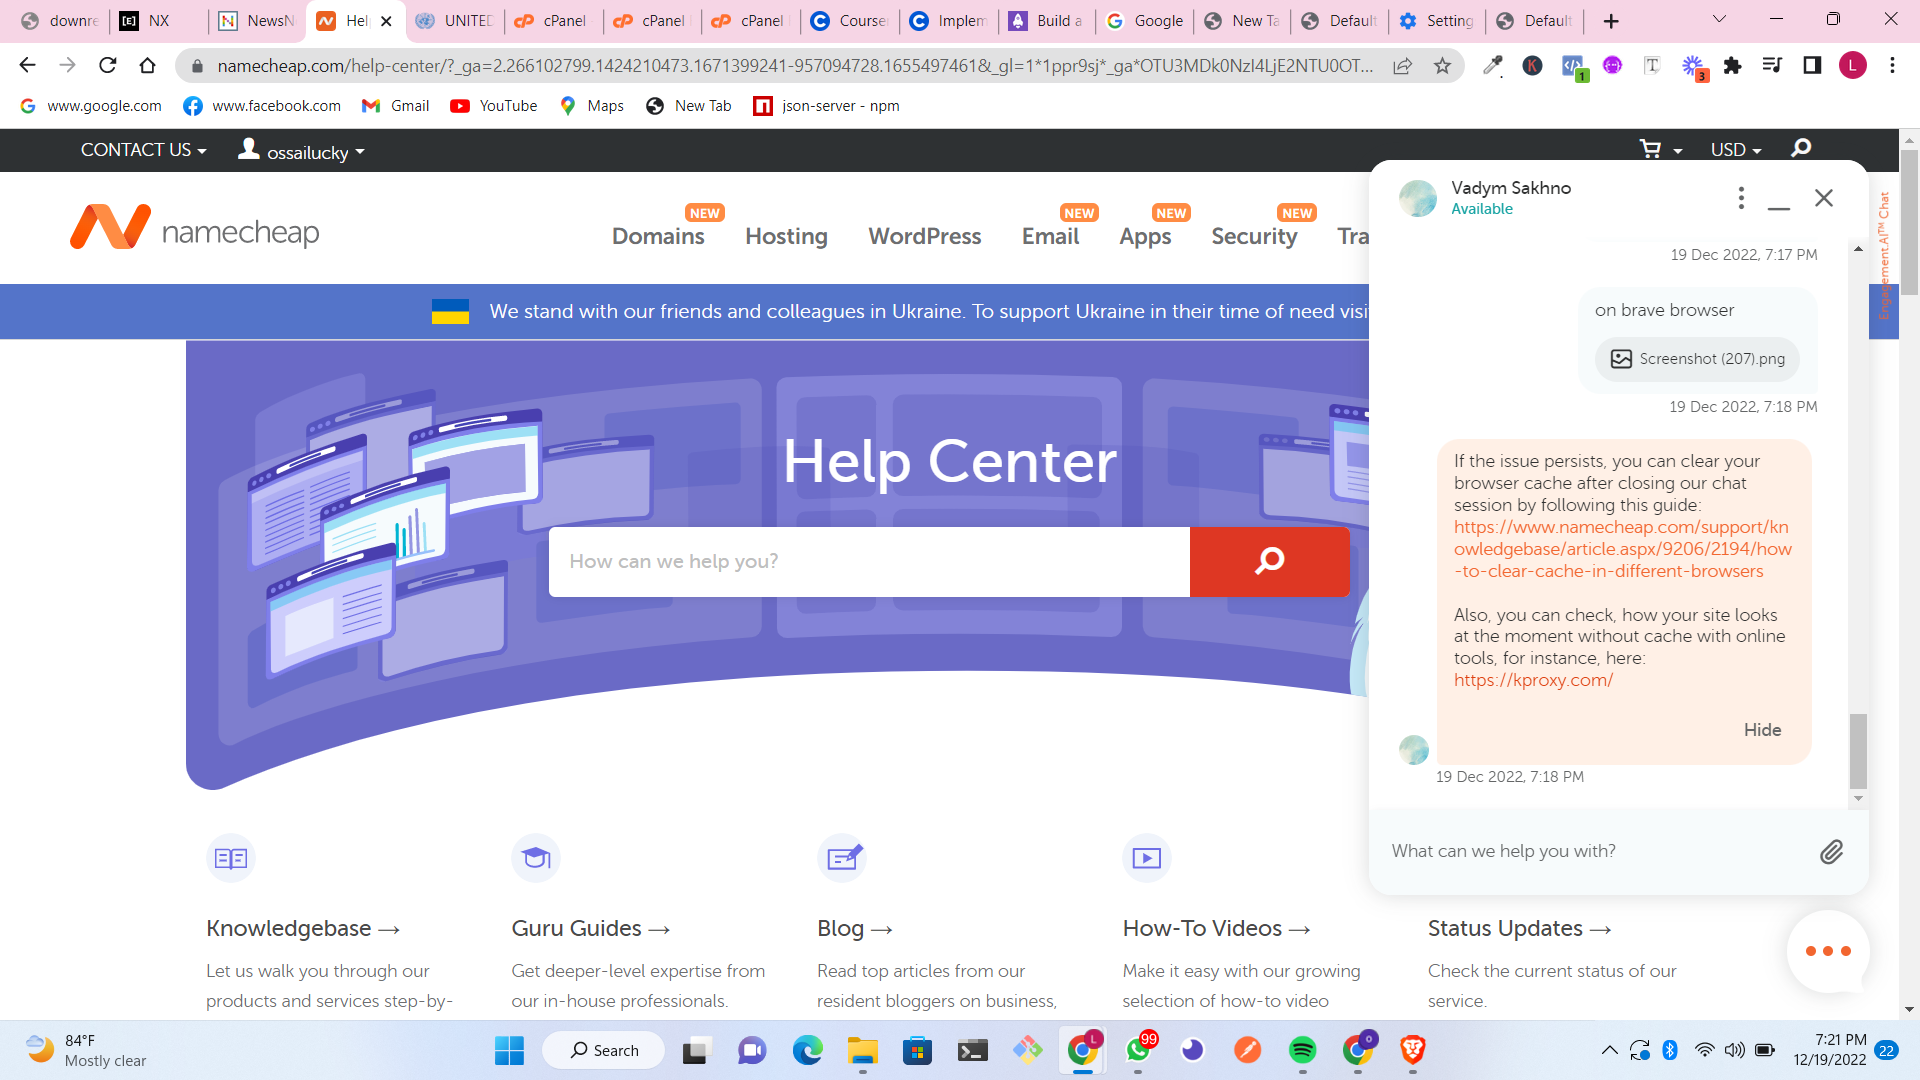 downre
NX
NewsN
Help
UNITED
cPanel
cPanel
cPanel
Course
Implem
Build a
Google
New Ta
Default
Setting
Default
namecheap.com/help-center/?_ga=2.266102799.1424210473.1671399241-957094728.1655497461&_gl=1*1ppr9sj*_ga*OTU3MDk0NzI4LjE2NTU0OT...
1
3
L
www.google.com
www.facebook.com
Gmail
YouTube
Maps
New Tab
json-server - npm
CONTACT US
ossailucky
USD
namecheap
NEW
NEW
NEW
NEW
Domains
Hosting
WordPress
Email
Apps
Security
Tra
We stand with our friends and colleagues in Ukraine. To support Ukraine in their time of need visi
Help Center
How can we help you?
Vadym Sakhno
Available
Engagement.AI™ Chat
19 Dec 2022, 7:17 PM
on brave browser
Screenshot (207).png
19 Dec 2022, 7:18 PM
If the issue persists, you can clear your
browser cache after closing our chat
session by following this guide:
https://www.namecheap.com/support/kn
owledgebase/article.aspx/9206/2194/how
-to-clear-cache-in-different-browsers
Also, you can check, how your site looks
at the moment without cache with online
tools, for instance, here:
https://kproxy.com/
Hide
19 Dec 2022, 7:18 PM
What can we help you with?
Knowledgebase →
Let us walk you through our
products and services step-by-
Guru Guides →
Get deeper-level expertise from
our in-house professionals.
Blog →
Read top articles from our
resident bloggers on business,
How-To Videos →
Make it easy with our growing
selection of how-to video
Status Updates →
Check the current status of our
service.
84°F
Mostly clear
Search
L
99
7:21 PM
12/19/2022
22